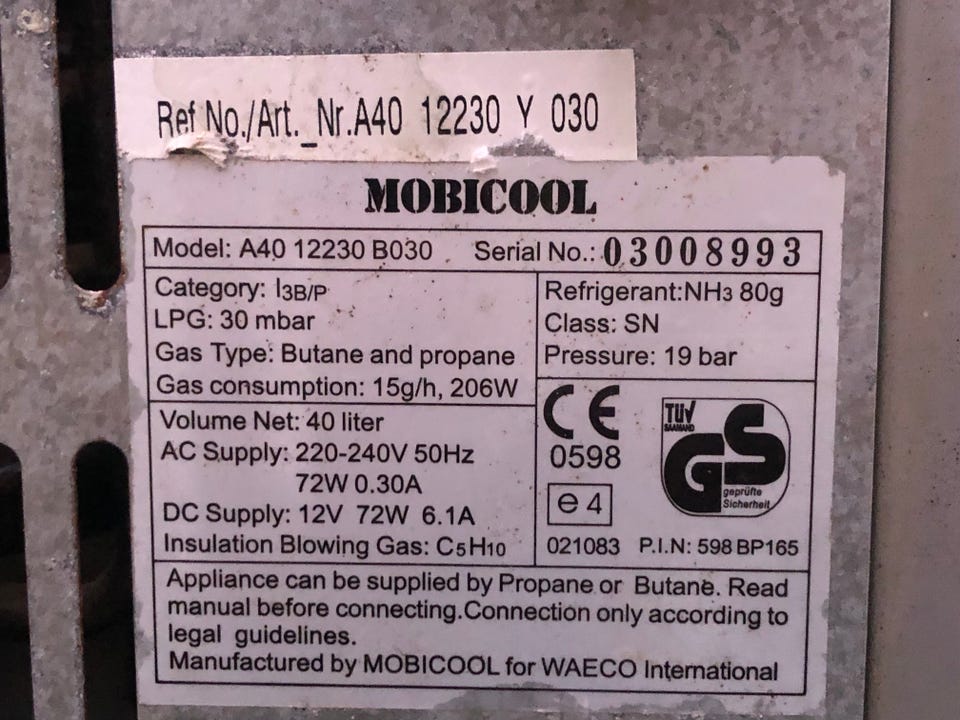 Ref No./Art._Nr.A40 12230 Y 030
MOBICOOL
Model: A40 12230 B030 Serial No.: 03008993
Category: I3B/P
LPG: 30 mbar
Gas Type: Butane and propane
Gas consumption: 15g/h, 206W
Refrigerant:NH3 80g
Class: SN
Pressure: 19 bar
Volume Net: 40 liter
AC Supply: 220-240V 50Hz
72W 0.30A
DC Supply: 12V 72W 6.1A
Insulation Blowing Gas: C5H10
CE
0598
e4
021083 P.I.N: 598 BP165
TÜV
SAARLAND
GS
geprüfte
Sicherheit
Appliance can be supplied by Propane or Butane. Read
manual before connecting.Connection only according to
legal guidelines.
Manufactured by MOBICOOL for WAECO International